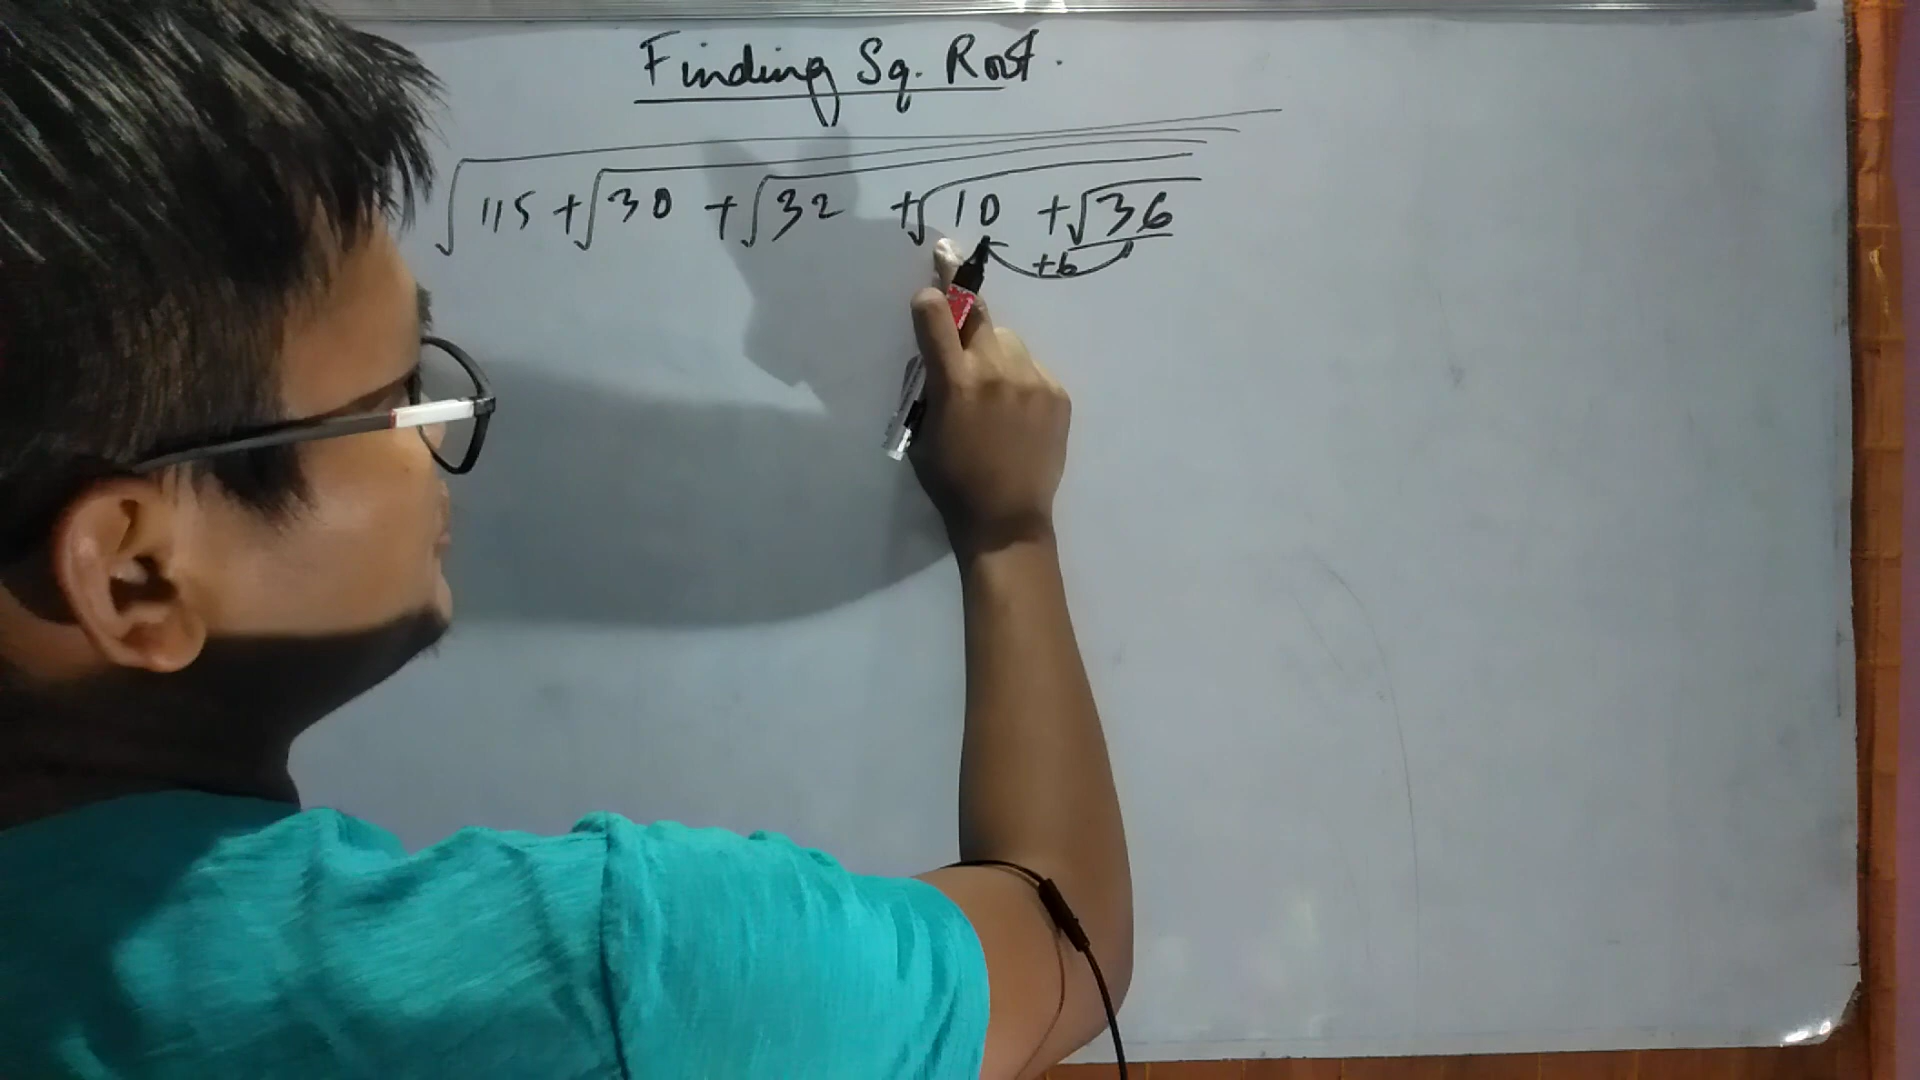 Finding Sq. Root.
√115 + √30 + √32 + √10 + √36
+6